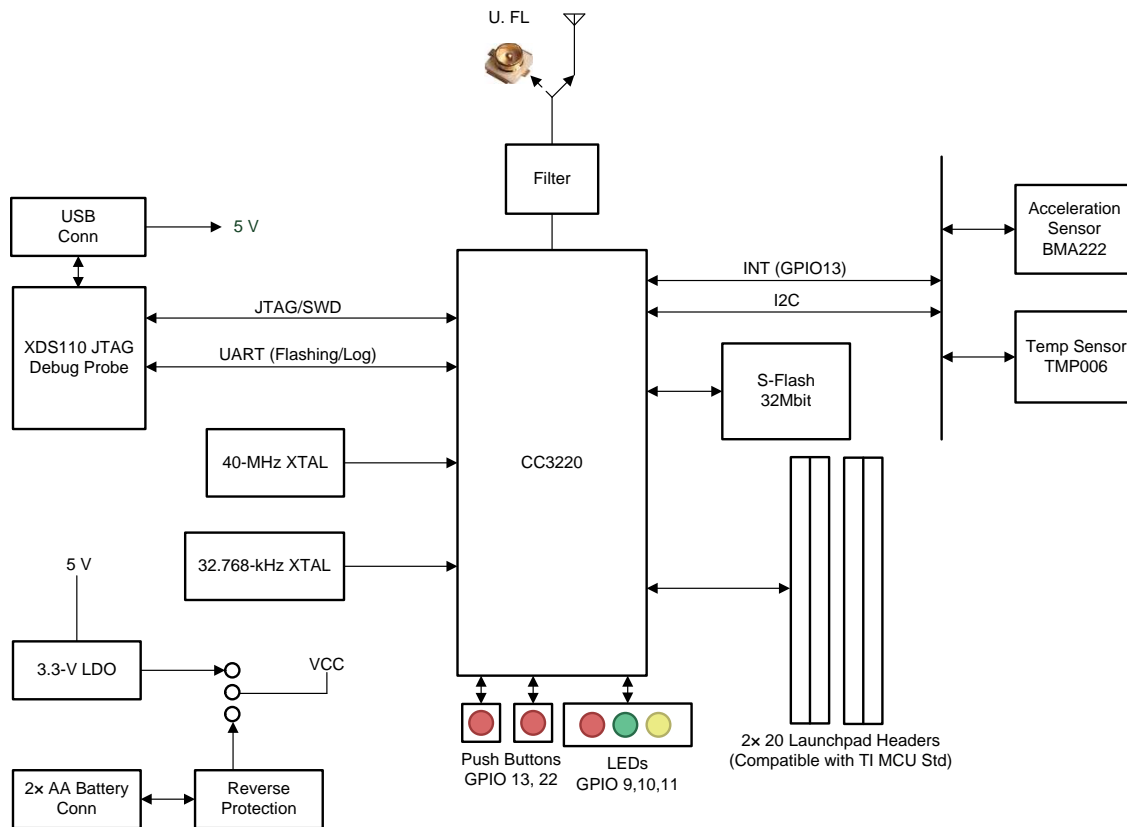 U. FL
Filter
USB
Conn
5 V
XDS110 JTAG
Debug Probe
JTAG/SWD
UART (Flashing/Log)
40-MHz XTAL
32.768-kHz XTAL
CC3220
INT (GPIO13)
I2C
Acceleration
Sensor
BMA222
Temp Sensor
TMP006
S-Flash
32Mbit
5 V
3.3-V LDO
VCC
2x AA Battery
Conn
Reverse
Protection
Push Buttons
GPIO 13, 22
LEDs
GPIO 9,10,11
2x 20 Launchpad Headers
(Compatible with TI MCU Std)